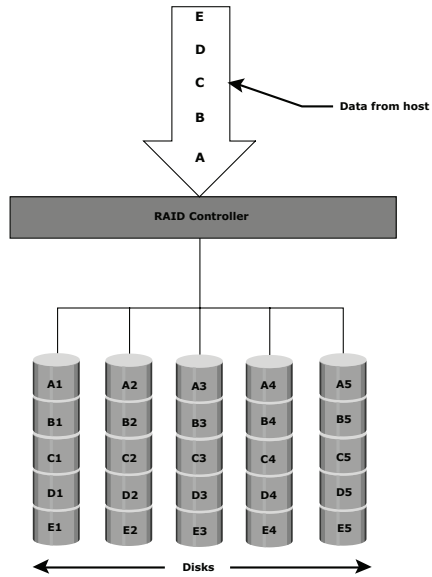 E
D
C
B
A
Data from host
RAID Controller
A1 A2 A3 A4 A5
B1 B2 B3 B4 B5
C1 C2 C3 C4 C5
D1 D2 D3 D4 D5
E1 E2 E3 E4 E5
Disks